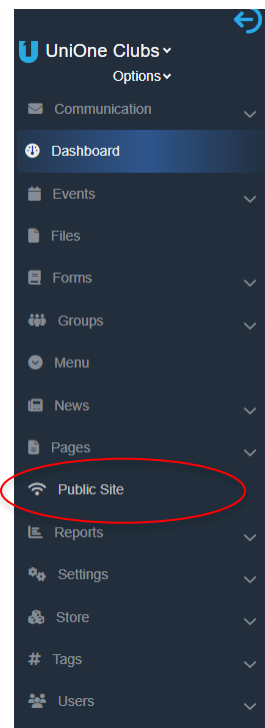 UniOne Clubs
Options
Communication
Dashboard
Events
Files
Forms
Groups
Menu
News
Pages
Public Site
Reports
Settings
Store
# Tags
Users